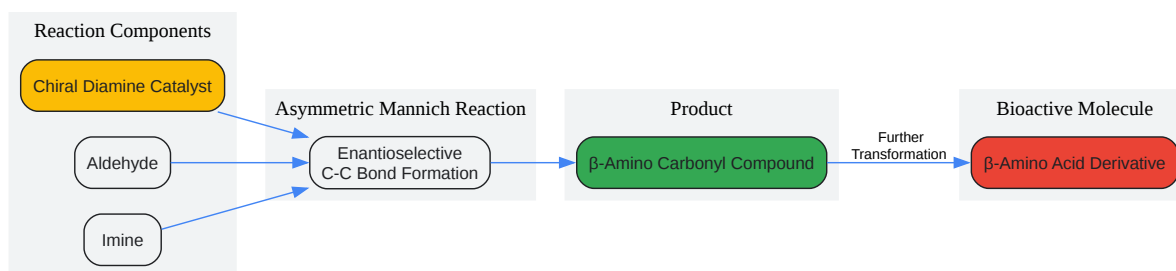 Reaction Components
Chiral Diamine Catalyst
Aldehyde
Imine
Asymmetric Mannich Reaction
Enantioselective
C-C Bond Formation
Product
β-Amino Carbonyl Compound
Further
Transformation
Bioactive Molecule
β-Amino Acid Derivative